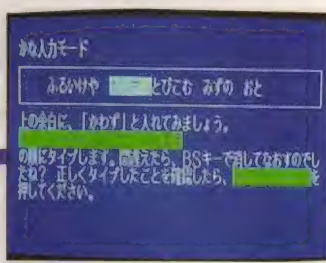 かな入力モード
ふるいけや とびこむ みずの おと
上の余白に、「かわず」と入れてみましょう。
の順にタイプします。間違えたら、BSキーで消してなおすのでし
たね？ 正しくタイプしたことを確認したら、 を
押してください。